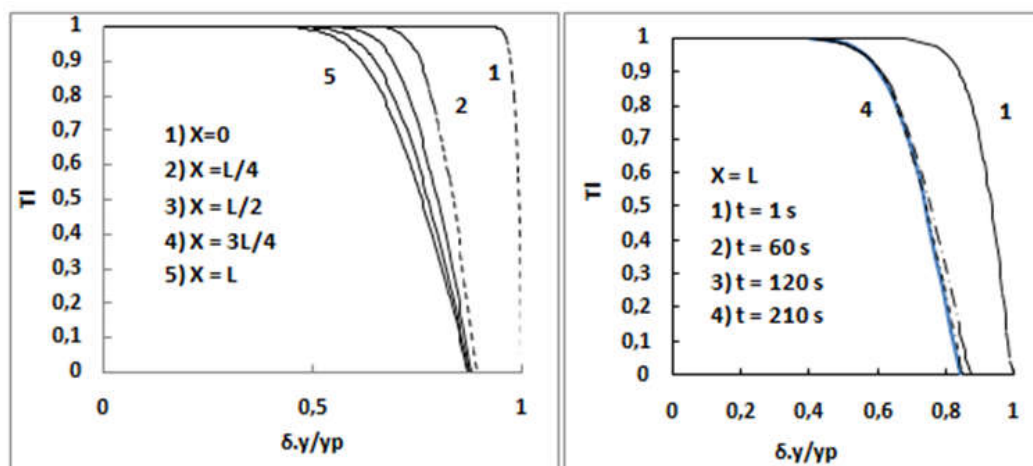 1
0,9
0,8
0,7
0,6
0,5
0,4
0,3
0,2
0,1
0
TI
5
2
1
1) X=0
2) X =L/4
3) X = L/2
4) X = 3L/4
5) X = L
0 0,5 1
δ.y/yp
1
0,9
0,8
0,7
0,6
0,5
0,4
0,3
0,2
0,1
0
TI
4
1
X = L
1) t = 1 s
2) t = 60 s
3) t = 120 s
4) t = 210 s
0 0,2 0,4 0,6 0,8 1
δ.y/yp